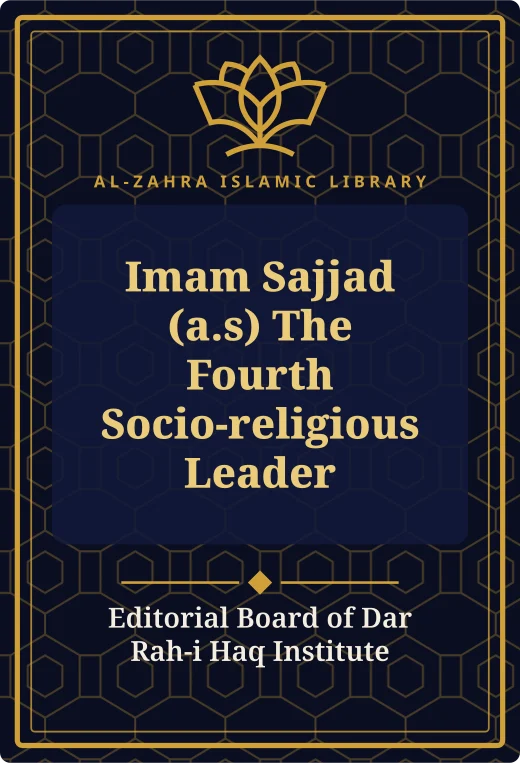 AL-ZAHRA ISLAMIC LIBRARY
Imam Sajjad
(a.s) The
Fourth
Socio-religious
Leader
Editorial Board of Dar
Rah-i Haq Institute